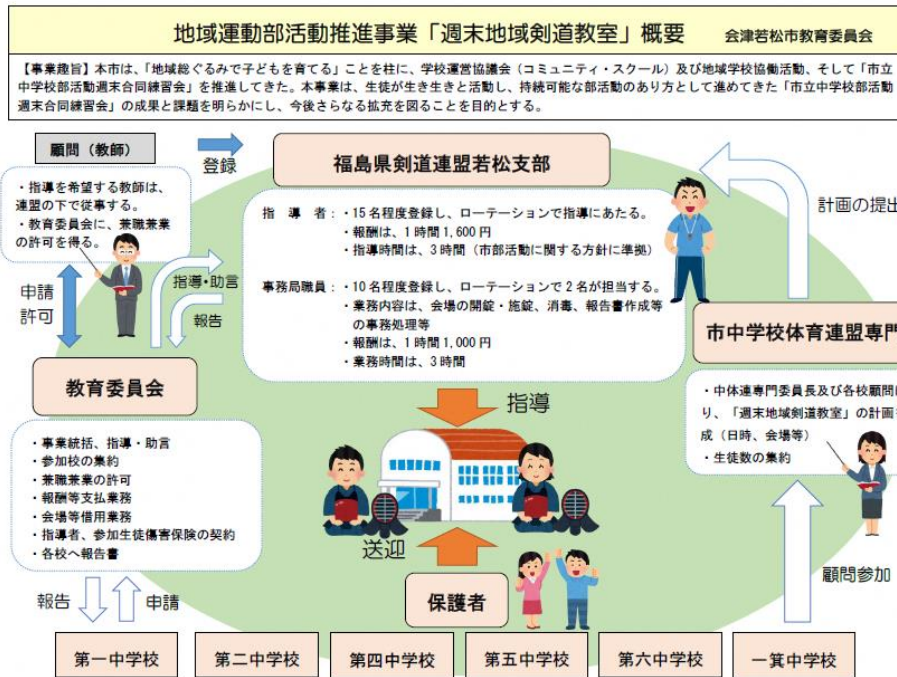 地域運動部活動推進事業「週末地域剣道教室」概要
会津若松市教育委員会
【事業趣旨】本市は、「地域総ぐるみで子どもを育てる」ことを柱に、学校運営協議会（コミュニティ・スクール）及び地域学校協働活動、そして「市立
中学校部活動週末合同練習会」を推進してきた。本事業は、生徒が生き生きと活動し、持続可能な部活動のあり方として進めてきた「市立中学校部活動
週末合同練習会」の成果と課題を明らかにし、今後さらなる拡充を図ることを目的とする。
顧問（教師）
・指導を希望する教師は、
連盟の下で従事する。
・教育委員会に、兼職兼業
の許可を得る。
登録
福島県剣道連盟若松支部
指 導 者：・15名程度登録し、ローテーションで指導にあたる。
・報酬は、1時間1,600円
・指導時間は、3時間（市部活動に関する方針に準拠）
事務局職員：・10名程度登録し、ローテーションで2名が担当する。
・業務内容は、会場の開錠・施錠、消毒、報告書作成等
の事務処理等
・報酬は、1時間1,000円
・業務時間は、3時間
計画の提出
申請
許可
指導・助言
報告
教育委員会
・事業統括、指導・助言
・参加校の集約
・兼職兼業の許可
・報酬等支払業務
・会場等借用業務
・指導者、参加生徒傷害保険の契約
・各校へ報告書
指導
市中学校体育連盟専門
・中体連専門委員長及び各校顧問に
り、「週末地域剣道教室」の計画
成（日時、会場等）
・生徒数の集約
送迎
保護者
顧問参加
報告
申請
第一中学校
第二中学校
第四中学校
第五中学校
第六中学校
一箕中学校